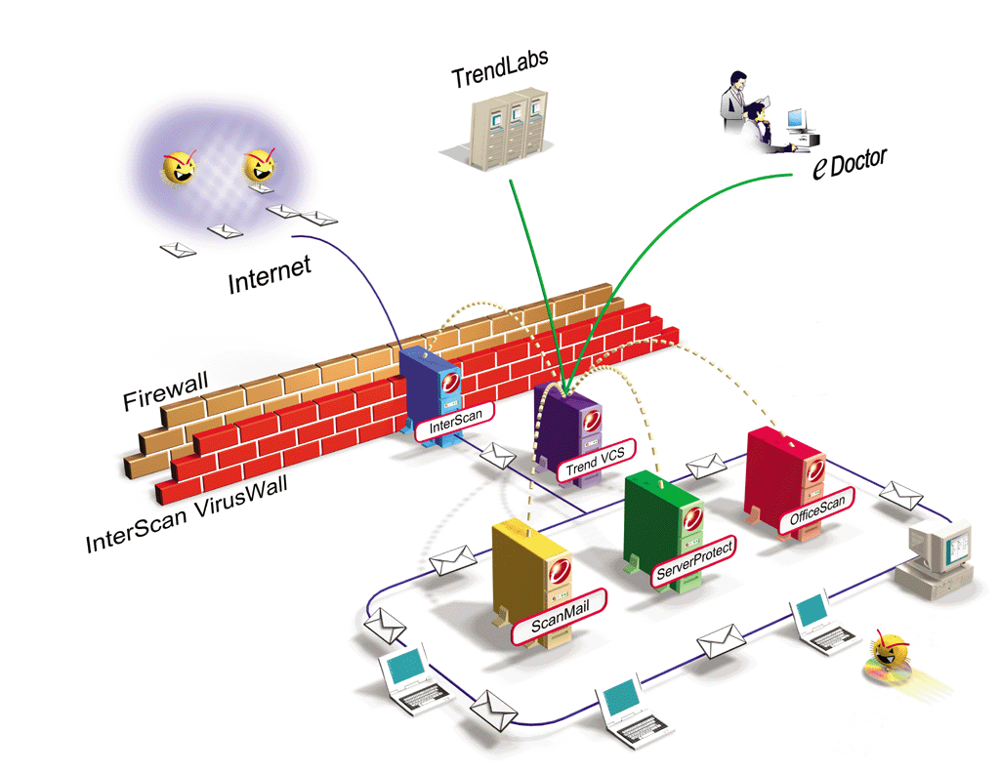 TrendLabs
e Doctor
Internet
Firewall
InterScan VirusWall
InterScan
Trend VCS
OfficeScan
ServerProtect
ScanMail